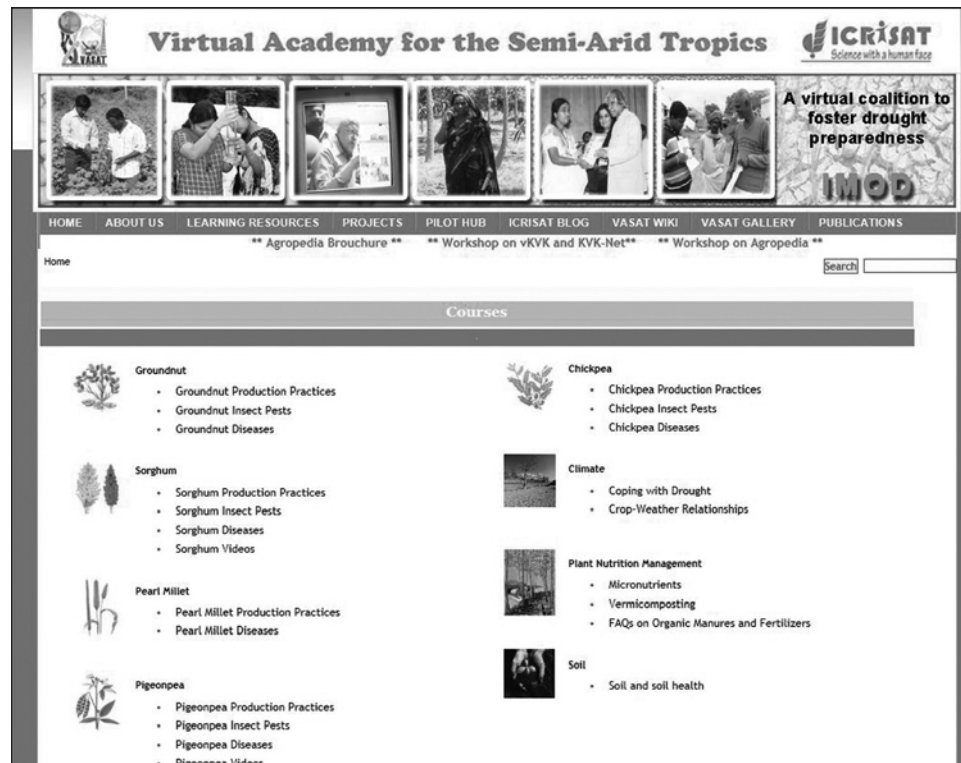 VASAT
Virtual Academy for the Semi-Arid Tropics
ICRISAT
Science with a human face
A virtual coalition to
foster drought
preparedness
IMOD
HOME ABOUT US LEARNING RESOURCES PROJECTS PILOT HUB ICRISAT BLOG VASAT WIKI VASAT GALLERY PUBLICATIONS
** Agropedia Brouchure ** ** Workshop on vKVK and KVK-Net** ** Workshop on Agropedia **
Home
Search
Courses
Groundnut
• Groundnut Production Practices
• Groundnut Insect Pests
• Groundnut Diseases
Sorghum
• Sorghum Production Practices
• Sorghum Insect Pests
• Sorghum Diseases
• Sorghum Videos
Pearl Millet
• Pearl Millet Production Practices
• Pearl Millet Diseases
Pigeonpea
• Pigeonpea Production Practices
• Pigeonpea Insect Pests
• Pigeonpea Diseases
• Pigeonpea Videos
Chickpea
• Chickpea Production Practices
• Chickpea Insect Pests
• Chickpea Diseases
Climate
• Coping with Drought
• Crop-Weather Relationships
Plant Nutrition Management
• Micronutrients
• Vermicomposting
• FAQs on Organic Manures and Fertilizers
Soil
• Soil and soil health